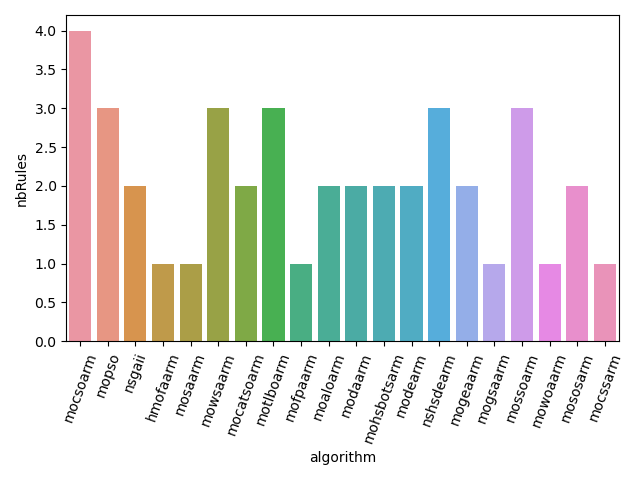 4.0
3.5
3.0
2.5
2.0
1.5
1.0
0.5
0.0
nbRules
mocsoarm
mopso
nsgaii
hmofaarm
mosaarm
mowsaarm
mocatsoarm
motlboarm
mofpaarm
moaloarm
modaarm
mohsbotsarm
modearm
nshsdearm
mogeaarm
mogsaarm
mossoarm
mowoaarm
mososarm
mocssarm
algorithm